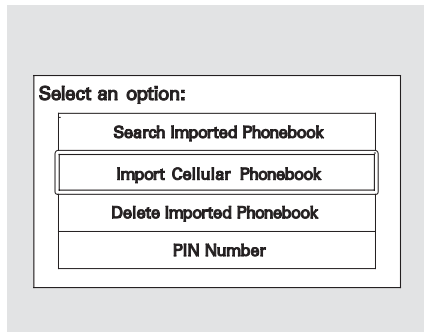 Select an option:
Search Imported Phonebook
Import Cellular Phonebook
Delete Imported Phonebook
PIN Number